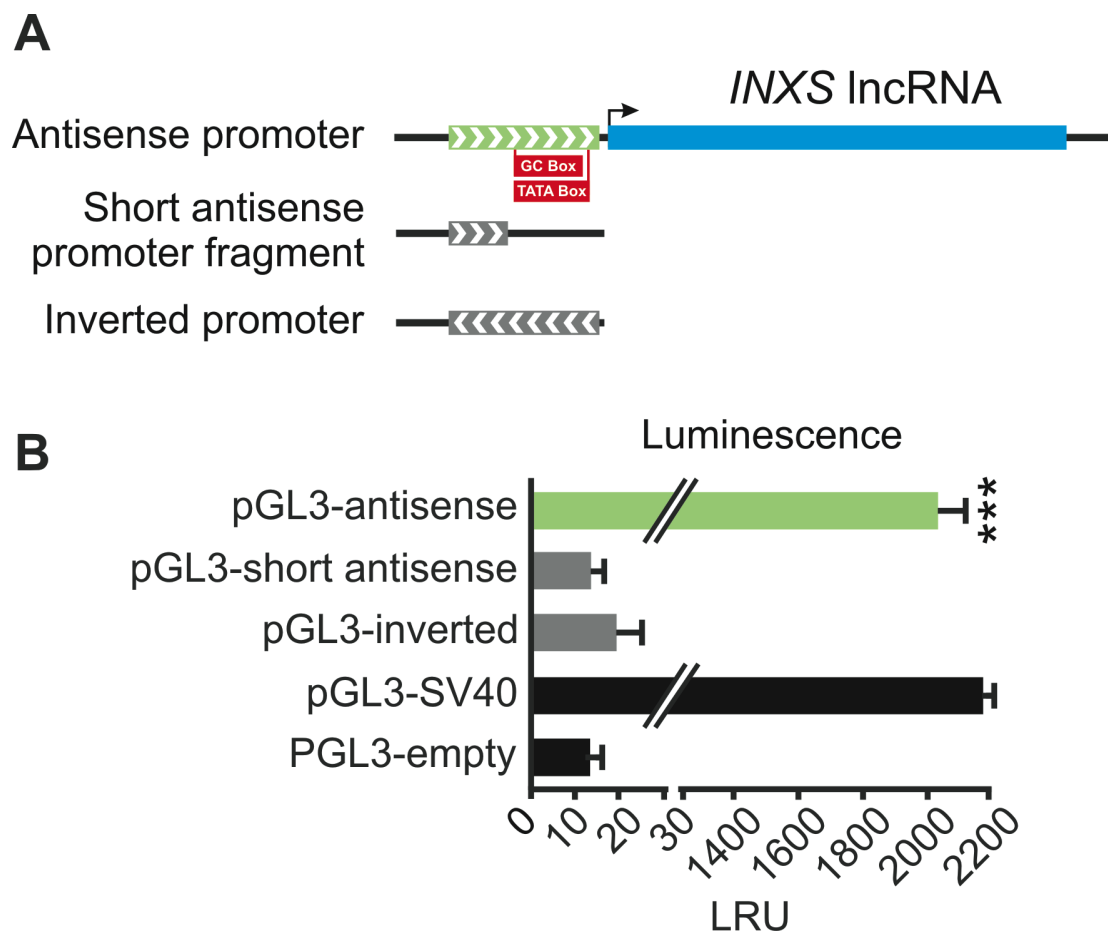 A
INXS lncRNA
Antisense promoter
GC Box
TATA Box
Short antisense
promoter fragment
Inverted promoter
B
Luminescence
pGL3-antisense
***
pGL3-short antisense
pGL3-inverted
pGL3-SV40
PGL3-empty
0 10 20 30 1400 1600 1800 2000 2200
LRU